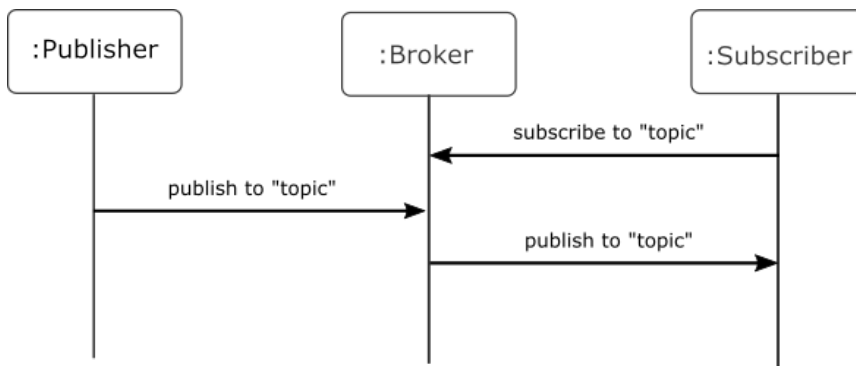 :Publisher
:Broker
:Subscriber
subscribe to "topic"
publish to "topic"
publish to "topic"